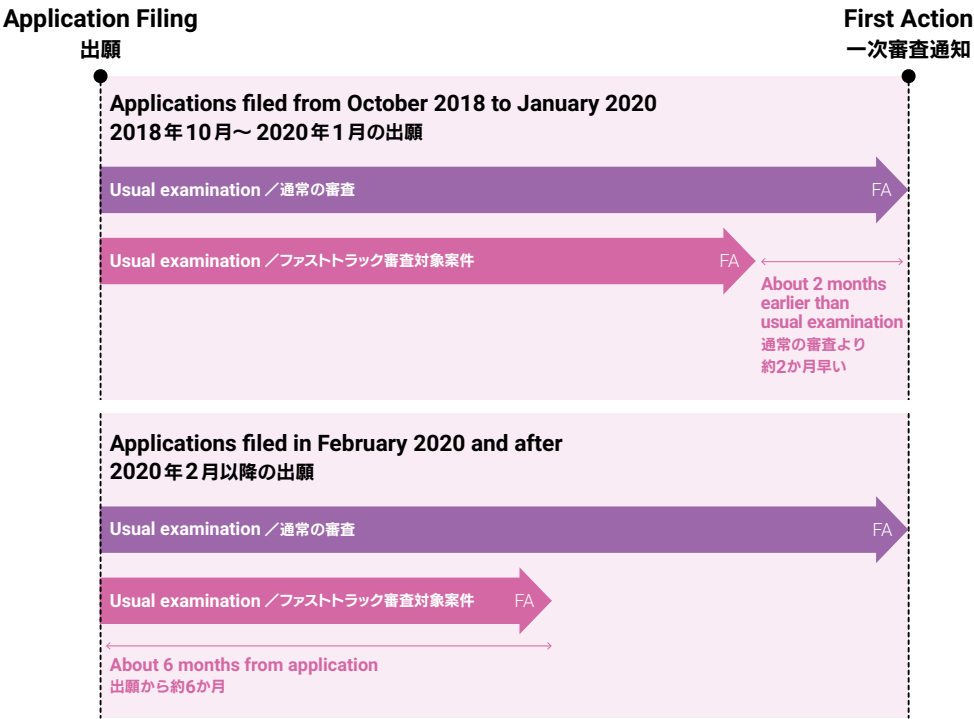 Application Filing
出願
First Action
一次審査通知
Applications filed from October 2018 to January 2020
2018年10月～2020年1月の出願
Usual examination ／通常の審査
FA
Usual examination ／ファストトラック審査対象案件
FA
About 2 months
earlier than
usual examination
通常の審査より
約2か月早い
Applications filed in February 2020 and after
2020年2月以降の出願
Usual examination ／通常の審査
FA
Usual examination ／ファストトラック審査対象案件
FA
About 6 months from application
出願から約6か月